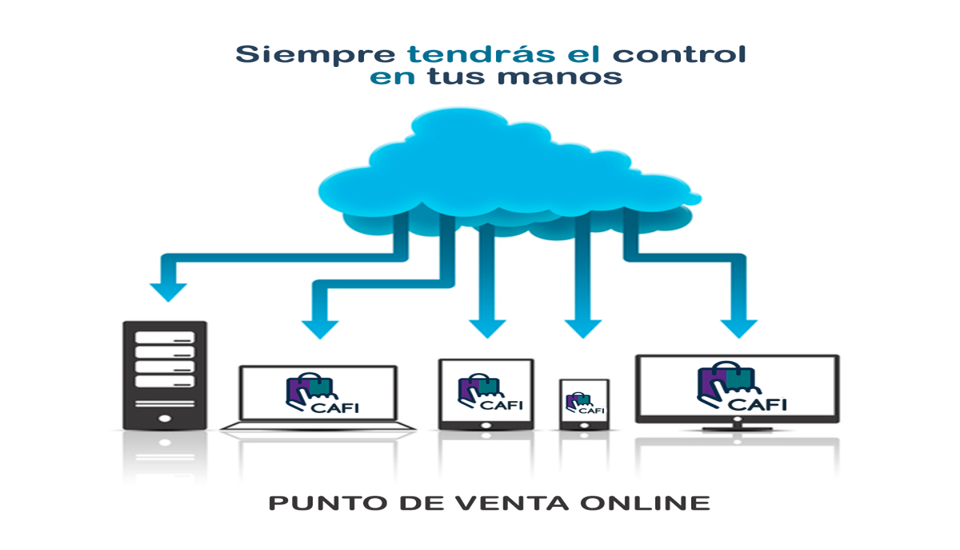 Siempre tendrás el control
en tus manos
CAFI
CAFI
CAFI
CAFI
PUNTO DE VENTA ONLINE